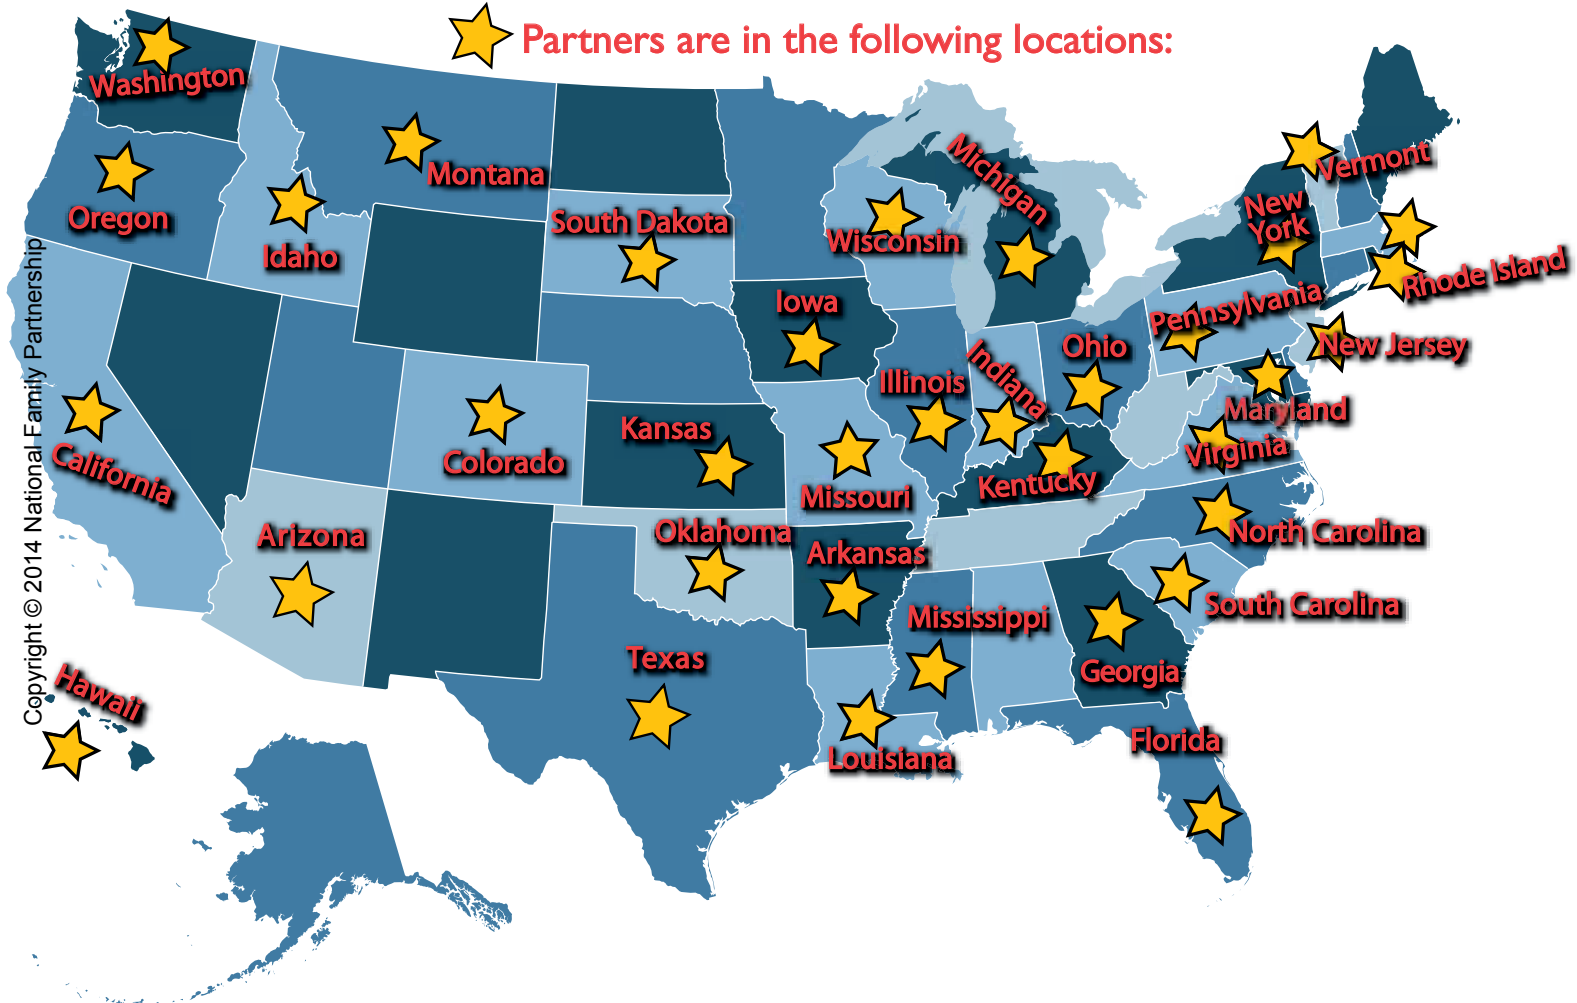 Partners are in the following locations:
Washington
Montana
Oregon
Idaho
South Dakota
Wisconsin
Michigan
Vermont
New
York
Rhode Island
Pennsylvania
New Jersey
Iowa
Ohio
Indiana
Illinois
Maryland
Virginia
Kansas
Colorado
California
Missouri
Kentucky
Arizona
Oklahoma
Arkansas
North Carolina
South Carolina
Mississippi
Georgia
Texas
Louisiana
Florida
Hawaii
Copyright © 2014 National Family Partnership